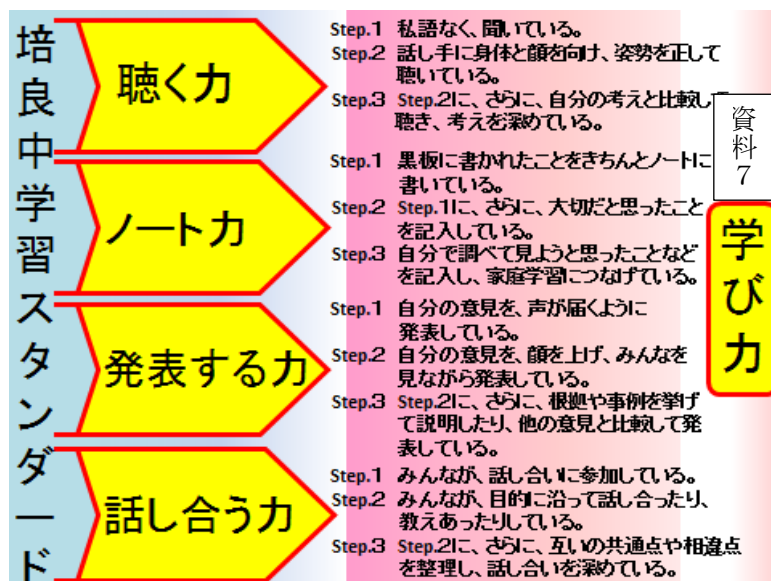 培良中学習スタンダード
聴く力
Step.1 私語なく、聞いている。
Step.2 話し手に身体と顔を向け、姿勢を正して
聴いている。
Step.3 Step.2に、さらに、自分の考えと比較し
聴き、考えを深めている。
ノート力
Step.1 黒板に書かれたことをきちんとノートに
書いている。
Step.2 Step.1に、さらに、大切だと思ったこと
を記入している。
Step.3 自分で調べて見ようと思ったことなど
を記入し、家庭学習につなげている。
発表する力
Step.1 自分の意見を、声が届くように
発表している。
Step.2 自分の意見を、顔を上げ、みんなを
見ながら発表している。
Step.3 Step.2に、さらに、根拠や事例を挙げ
て説明したり、他の意見と比較して発
表している。
話し合う力
Step.1 みんなが、話し合いに参加している。
Step.2 みんなが、目的に沿って話し合ったり、
教えあったりしている。
Step.3 Step.2に、さらに、互いの共通点や相違点
を整理し、話し合いを深めている。
資料7
学び力